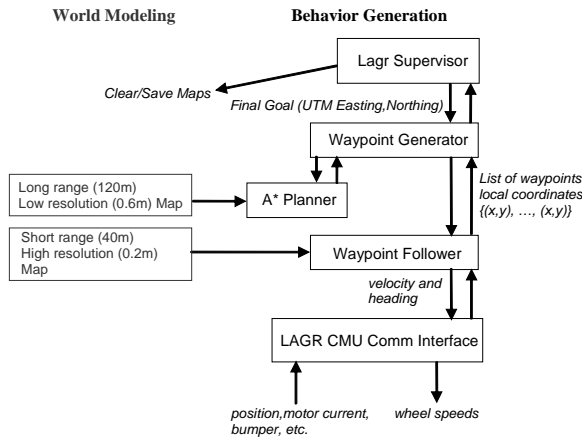 World Modeling
Behavior Generation
Lagr Supervisor
Clear/Save Maps
Final Goal (UTM Easting,Northing)
Waypoint Generator
List of waypoints
local coordinates
{(x,y), ..., (x,y)}
Long range (120m)
Low resolution (0.6m) Map
A* Planner
Short range (40m)
High resolution (0.2m)
Map
Waypoint Follower
velocity and
heading
LAGR CMU Comm Interface
position,motor current,
bumper, etc.
wheel speeds